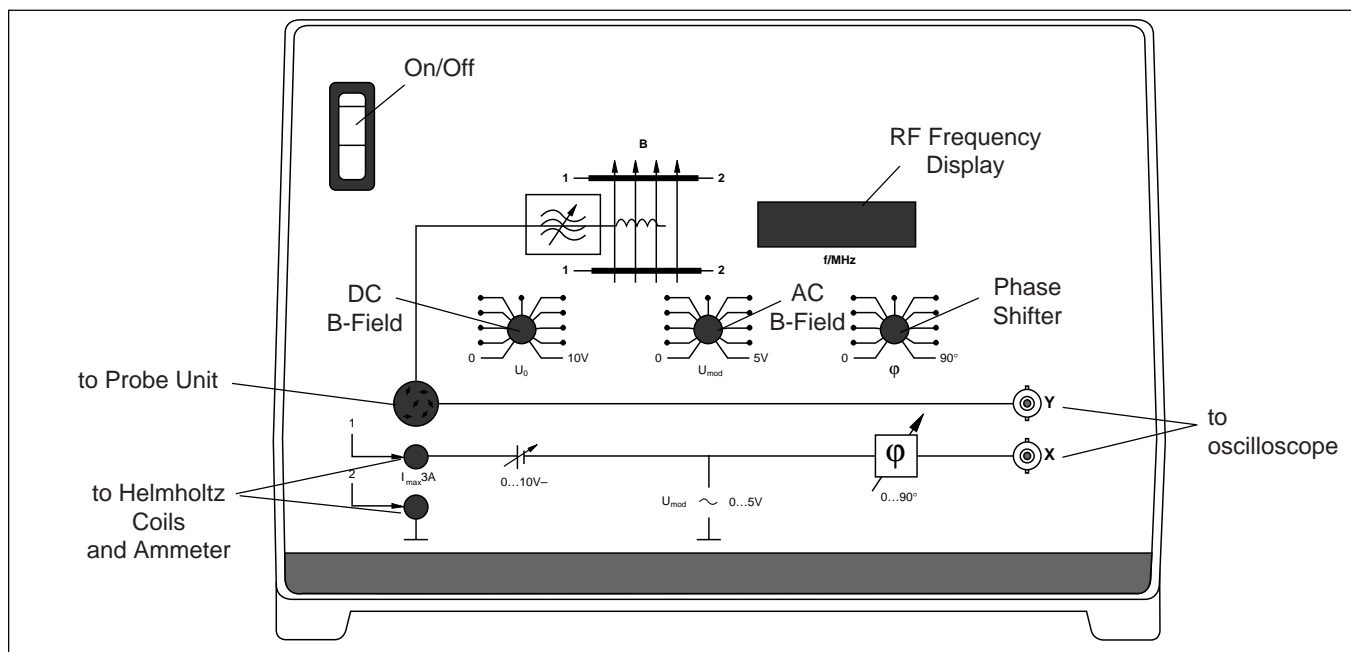 On/Off
B
RF Frequency
Display
1
2
1
2
f/MHz
DC
B-Field
AC
B-Field
Phase
Shifter
0
10V
U₀
0
5V
Umod
0
90°
φ
to Probe Unit
Y
to
oscilloscope
1
φ
X
Imax3A
0...10V–
2
Umod
0...5V
0...90°
to Helmholtz
Coils
and Ammeter